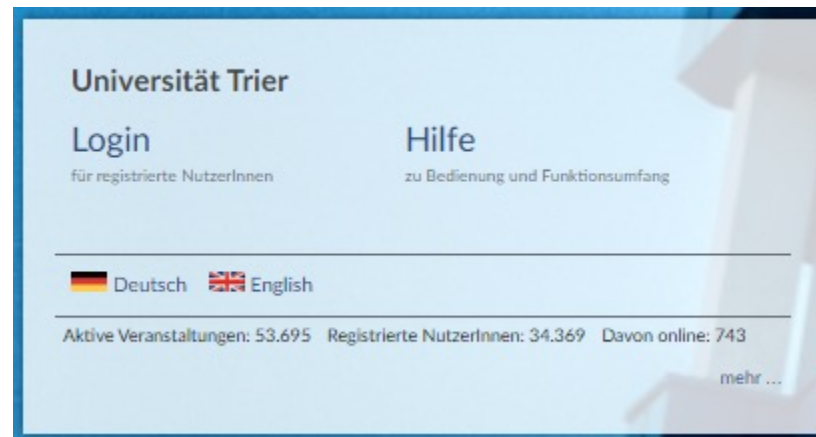 Universität Trier
Login Hilfe
für registrierte NutzerInnen zu Bedienung und Funktionsumfang
Deutsch English
Aktive Veranstaltungen: 53.695 Registrierte NutzerInnen: 34.369 Davon online: 743
mehr ...